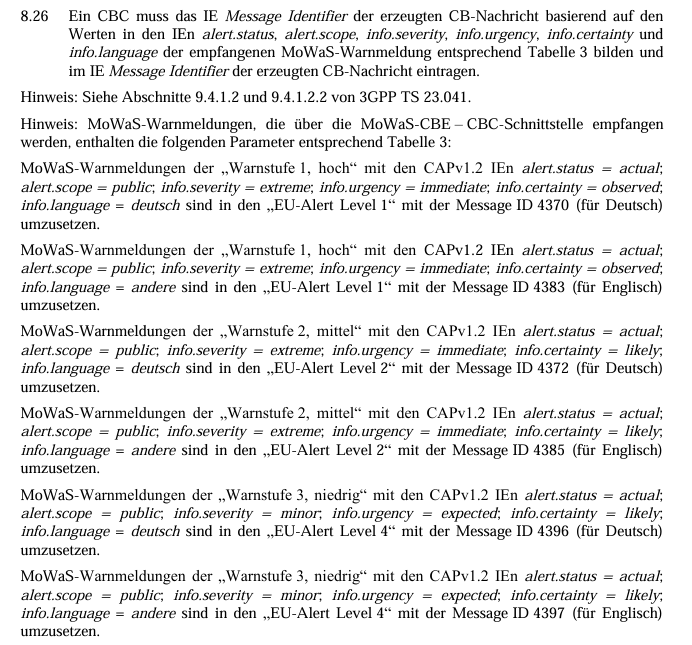 8.26 Ein CBC muss das IE Message Identifier der erzeugten CB-Nachricht basierend auf den
Werten in den IEn alert.status, alert.scope, info.severity, info.urgency, info.certainty und
info.language der empfangenen MoWaS-Warnmeldung entsprechend Tabelle 3 bilden und
im IE Message Identifier der erzeugten CB-Nachricht eintragen.
Hinweis: Siehe Abschnitte 9.4.1.2 und 9.4.1.2.2 von 3GPP TS 23.041.
Hinweis: MoWaS-Warnmeldungen, die über die MoWaS-CBE – CBC-Schnittstelle empfangen
werden, enthalten die folgenden Parameter entsprechend Tabelle 3:
MoWaS-Warnmeldungen der „Warnstufe 1, hoch“ mit den CAPv1.2 IEn alert.status = actual;
alert.scope = public; info.severity = extreme; info.urgency = immediate; info.certainty = observed;
info.language = deutsch sind in den „EU-Alert Level 1“ mit der Message ID 4370 (für Deutsch)
umzusetzen.
MoWaS-Warnmeldungen der „Warnstufe 1, hoch“ mit den CAPv1.2 IEn alert.status = actual;
alert.scope = public; info.severity = extreme; info.urgency = immediate; info.certainty = observed;
info.language = andere sind in den „EU-Alert Level 1“ mit der Message ID 4383 (für Englisch)
umzusetzen.
MoWaS-Warnmeldungen der „Warnstufe 2, mittel“ mit den CAPv1.2 IEn alert.status = actual;
alert.scope = public; info.severity = extreme; info.urgency = immediate; info.certainty = likely;
info.language = deutsch sind in den „EU-Alert Level 2“ mit der Message ID 4372 (für Deutsch)
umzusetzen.
MoWaS-Warnmeldungen der „Warnstufe 2, mittel“ mit den CAPv1.2 IEn alert.status = actual;
alert.scope = public; info.severity = extreme; info.urgency = immediate; info.certainty = likely;
info.language = andere sind in den „EU-Alert Level 2“ mit der Message ID 4385 (für Englisch)
umzusetzen.
MoWaS-Warnmeldungen der „Warnstufe 3, niedrig“ mit den CAPv1.2 IEn alert.status = actual;
alert.scope = public; info.severity = minor; info.urgency = expected; info.certainty = likely;
info.language = deutsch sind in den „EU-Alert Level 4“ mit der Message ID 4396 (für Deutsch)
umzusetzen.
MoWaS-Warnmeldungen der „Warnstufe 3, niedrig“ mit den CAPv1.2 IEn alert.status = actual;
alert.scope = public; info.severity = minor; info.urgency = expected; info.certainty = likely;
info.language = andere sind in den „EU-Alert Level 4“ mit der Message ID 4397 (für Englisch)
umzusetzen.